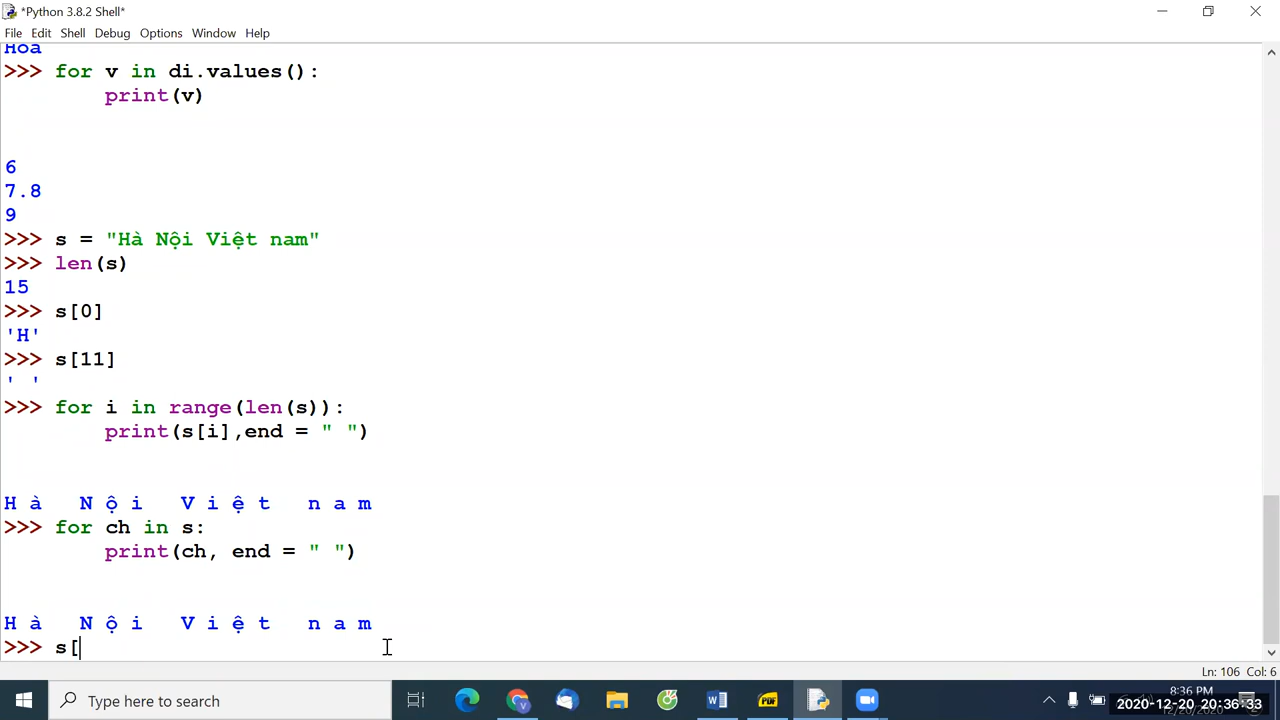 *Python 3.8.2 Shell*
File Edit Shell Debug Options Window Help
Hoa
>>> for v in di.values():
print(v)
6
7.8
9
>>> s = "Hà Nội Việt nam"
>>> len(s)
15
>>> s[0]
'H'
>>> s[11]
' '
>>> for i in range(len(s)):
print(s[i],end = " ")
H à   N ộ i   V i ệ t   n a m
>>> for ch in s:
print(ch, end = " ")
H à   N ộ i   V i ệ t   n a m
>>> s[
Ln: 106 Col: 6
Type here to search
8:36 PM
2020-12-20 20:36:33